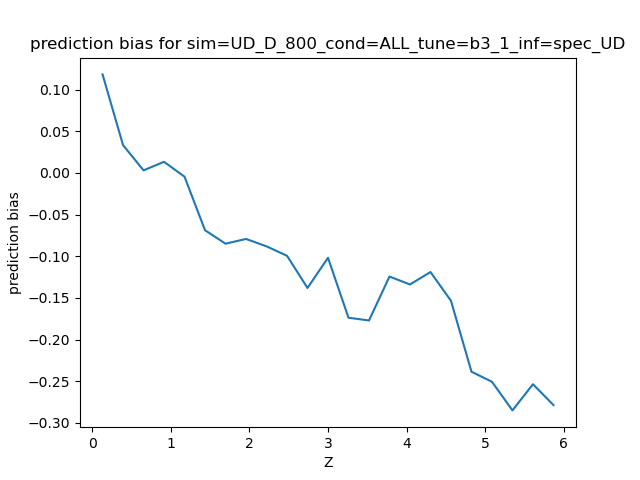 prediction bias for sim=UD_D_800_cond=ALL_tune=b3_1_inf=spec_UD
0.10
0.05
0.00
−0.05
−0.10
−0.15
−0.20
−0.25
−0.30
prediction bias
0 1 2 3 4 5 6
Z